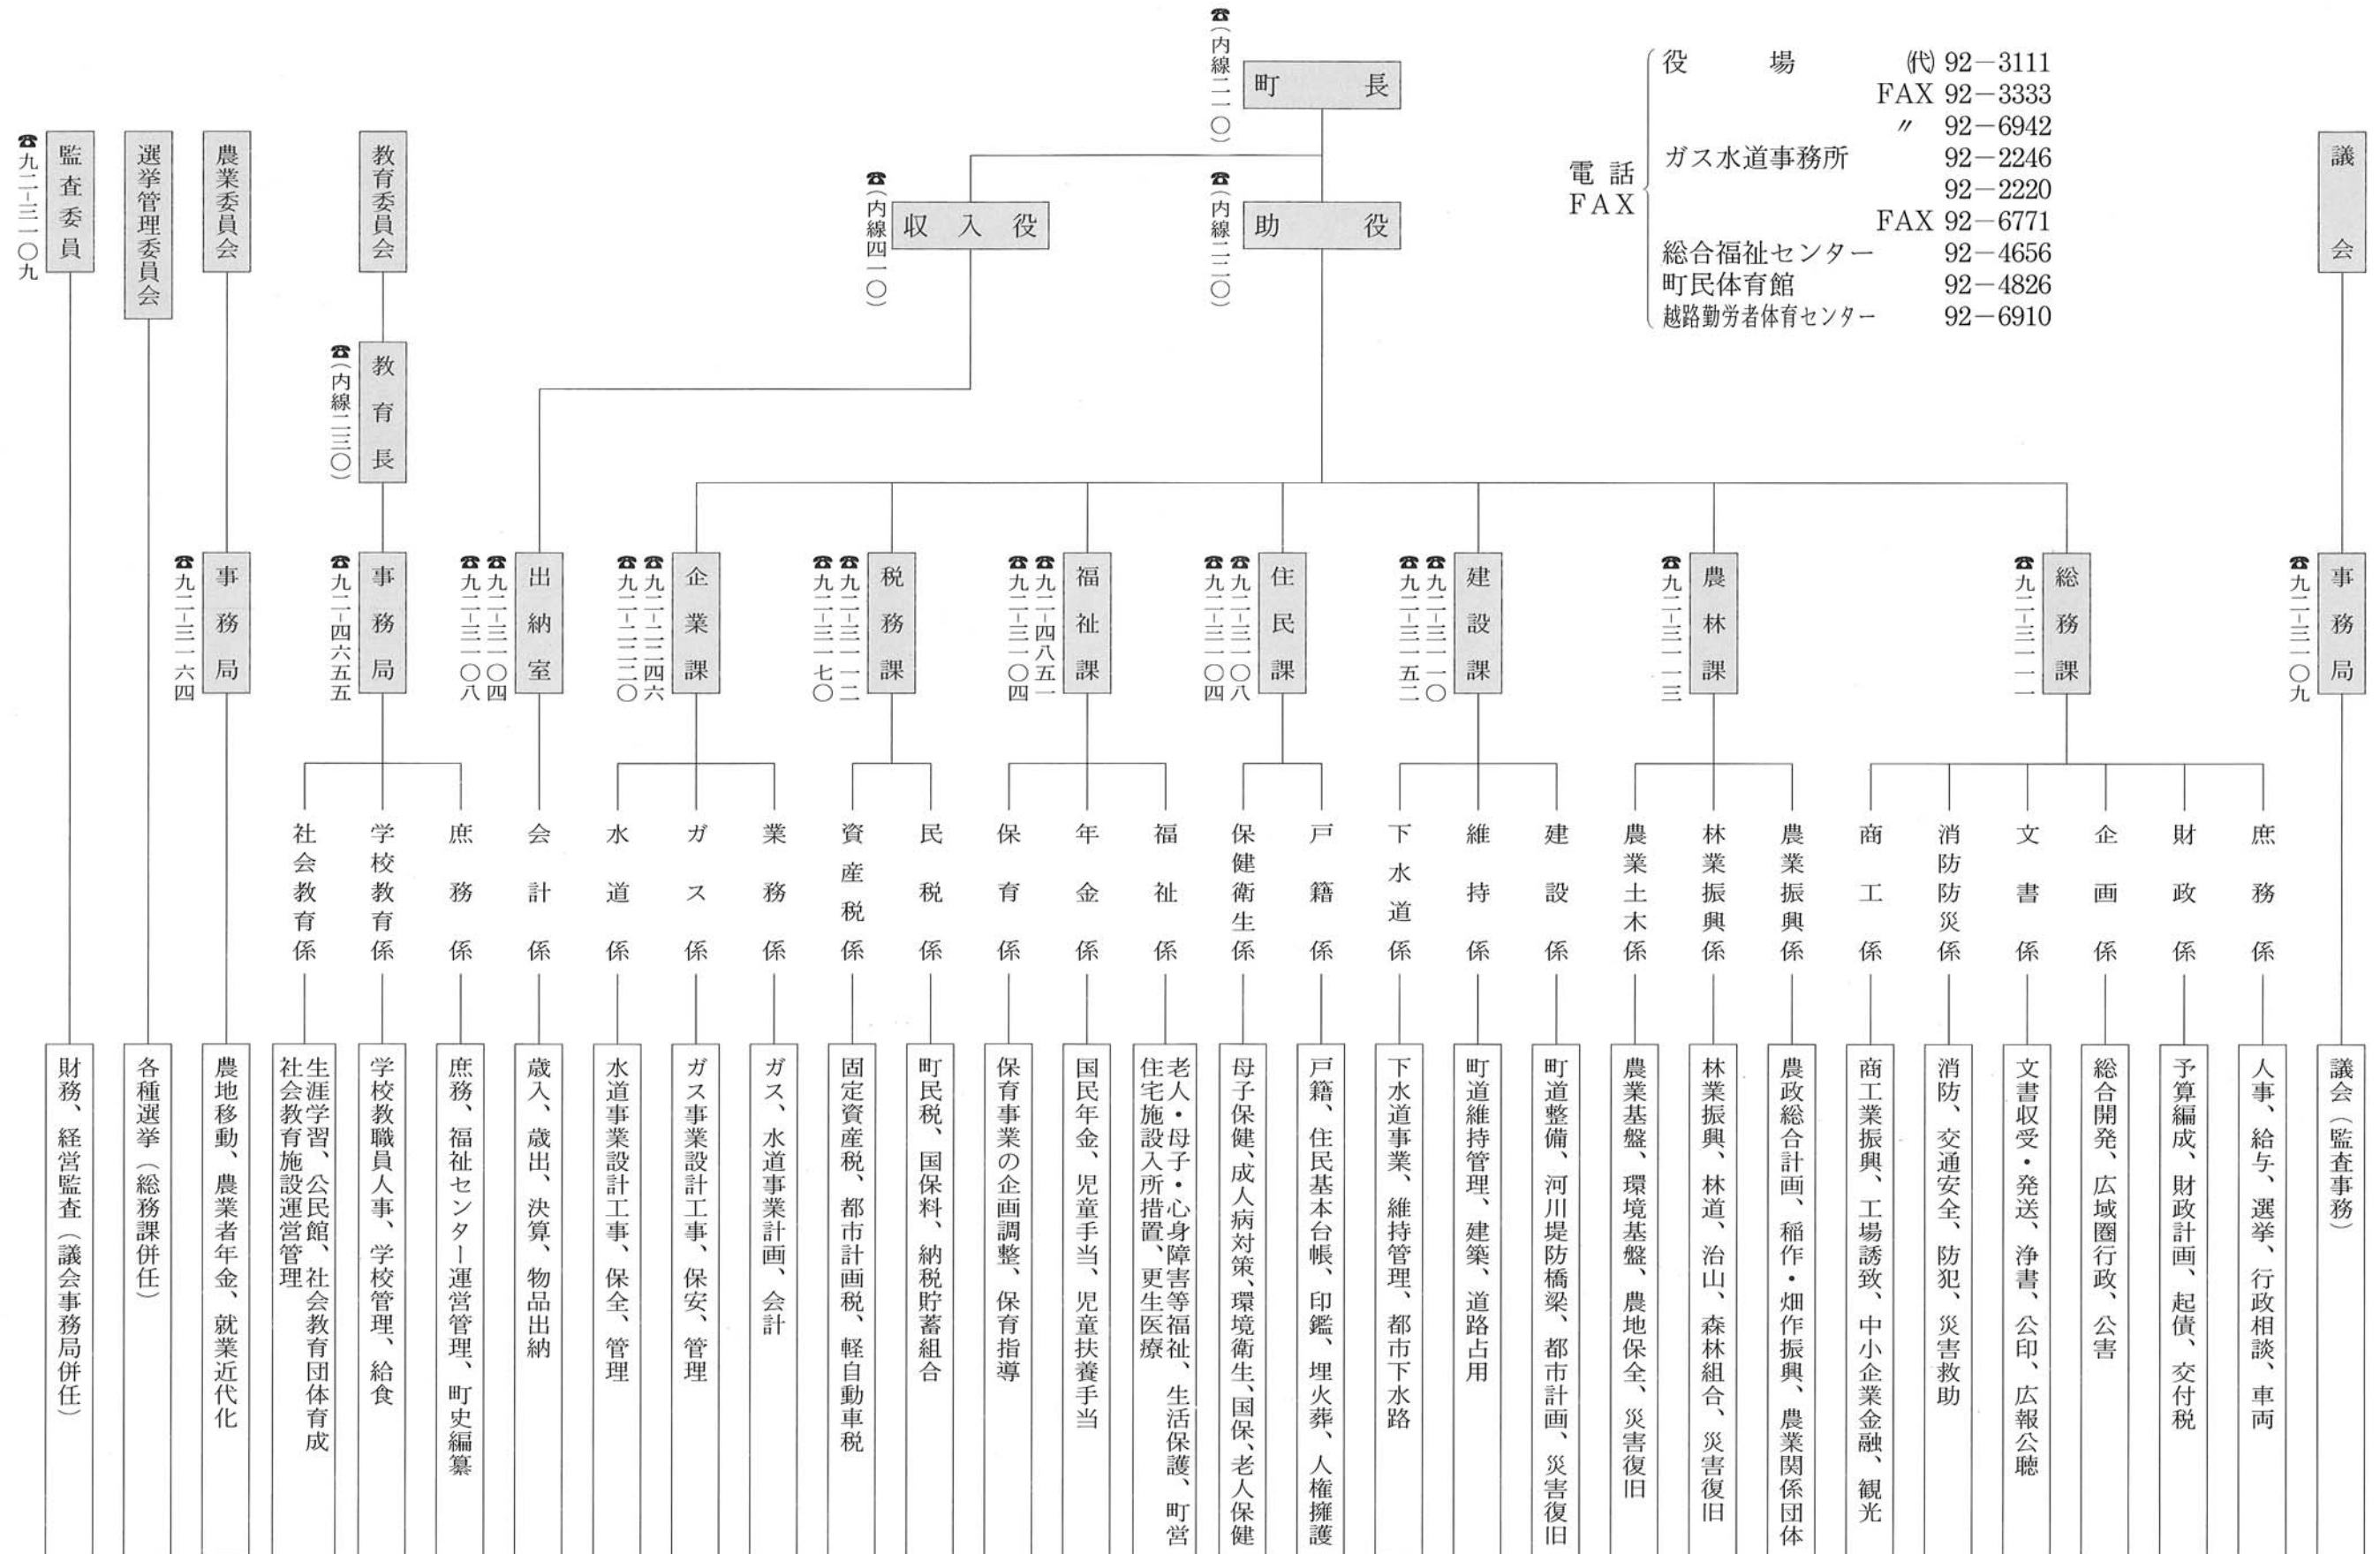 町長
☎(内線二一〇)
助役
☎(内線二二〇)
収入役
☎(内線四一〇)
電話
FAX
役場 (代) 92－3111
FAX 92－3333
〃 92－6942
ガス水道事務所 92－2246
92－2220
FAX 92－6771
総合福祉センター 92－4656
町民体育館 92－4826
越路勤労者体育センター 92－6910
議会
事務局
☎九二－三一〇九
議会（監査事務）
総務課
☎九二－三一一一
庶務係
人事、給与、選挙、行政相談、車両
財政係
予算編成、財政計画、起債、交付税
企画係
総合開発、広域圏行政、公害
文書係
文書収受・発送、浄書、公印、広報公聴
消防防災係
消防、交通安全、防犯、災害救助
商工係
商工業振興、工場誘致、中小企業金融、観光
農林課
☎九二－三一一三
農業振興係
農政総合計画、稲作・畑作振興、農業関係団体
林業振興係
林業振興、林道、治山、森林組合、災害復旧
農業土木係
農業基盤、環境基盤、農地保全、災害復旧
建設課
☎九二－三一一〇
☎九二－三一五二
建設係
町道整備、河川堤防橋梁、都市計画、災害復旧
維持係
町道維持管理、建築、道路占用
下水道係
下水道事業、維持管理、都市下水路
住民課
☎九二－三一〇八
☎九二－三一〇四
戸籍係
戸籍、住民基本台帳、印鑑、埋火葬、人権擁護
保健衛生係
母子保健、成人病対策、環境衛生、国保、老人保健
福祉課
☎九二－四八五一
☎九二－三一〇四
福祉係
老人・母子・心身障害等福祉、生活保護、町営
住宅施設入所措置、更生医療
年金係
国民年金、児童手当、児童扶養手当
保育係
保育事業の企画調整、保育指導
税務課
☎九二－三一一二
☎九二－三一七〇
民税係
町民税、国保料、納税貯蓄組合
資産税係
固定資産税、都市計画税、軽自動車税
企業課
☎九二－二二四六
☎九二－二二二〇
業務係
ガス、水道事業計画、会計
ガス係
ガス事業設計工事、保安、管理
水道係
水道事業設計工事、保全、管理
出納室
☎九二－三一〇四
☎九二－三一〇八
会計係
歳入、歳出、決算、物品出納
教育委員会
教育長
☎(内線二三〇)
事務局
☎九二－四六五五
庶務係
庶務、福祉センター運営管理、町史編纂
学校教育係
学校教職員人事、学校管理、給食
社会教育係
生涯学習、公民館、社会教育団体育成
社会教育施設運営管理
農業委員会
事務局
☎九二－三一六四
農地移動、農業者年金、就業近代化
選挙管理委員会
各種選挙（総務課併任）
監査委員
☎九二－三一〇九
財務、経営監査（議会事務局併任）